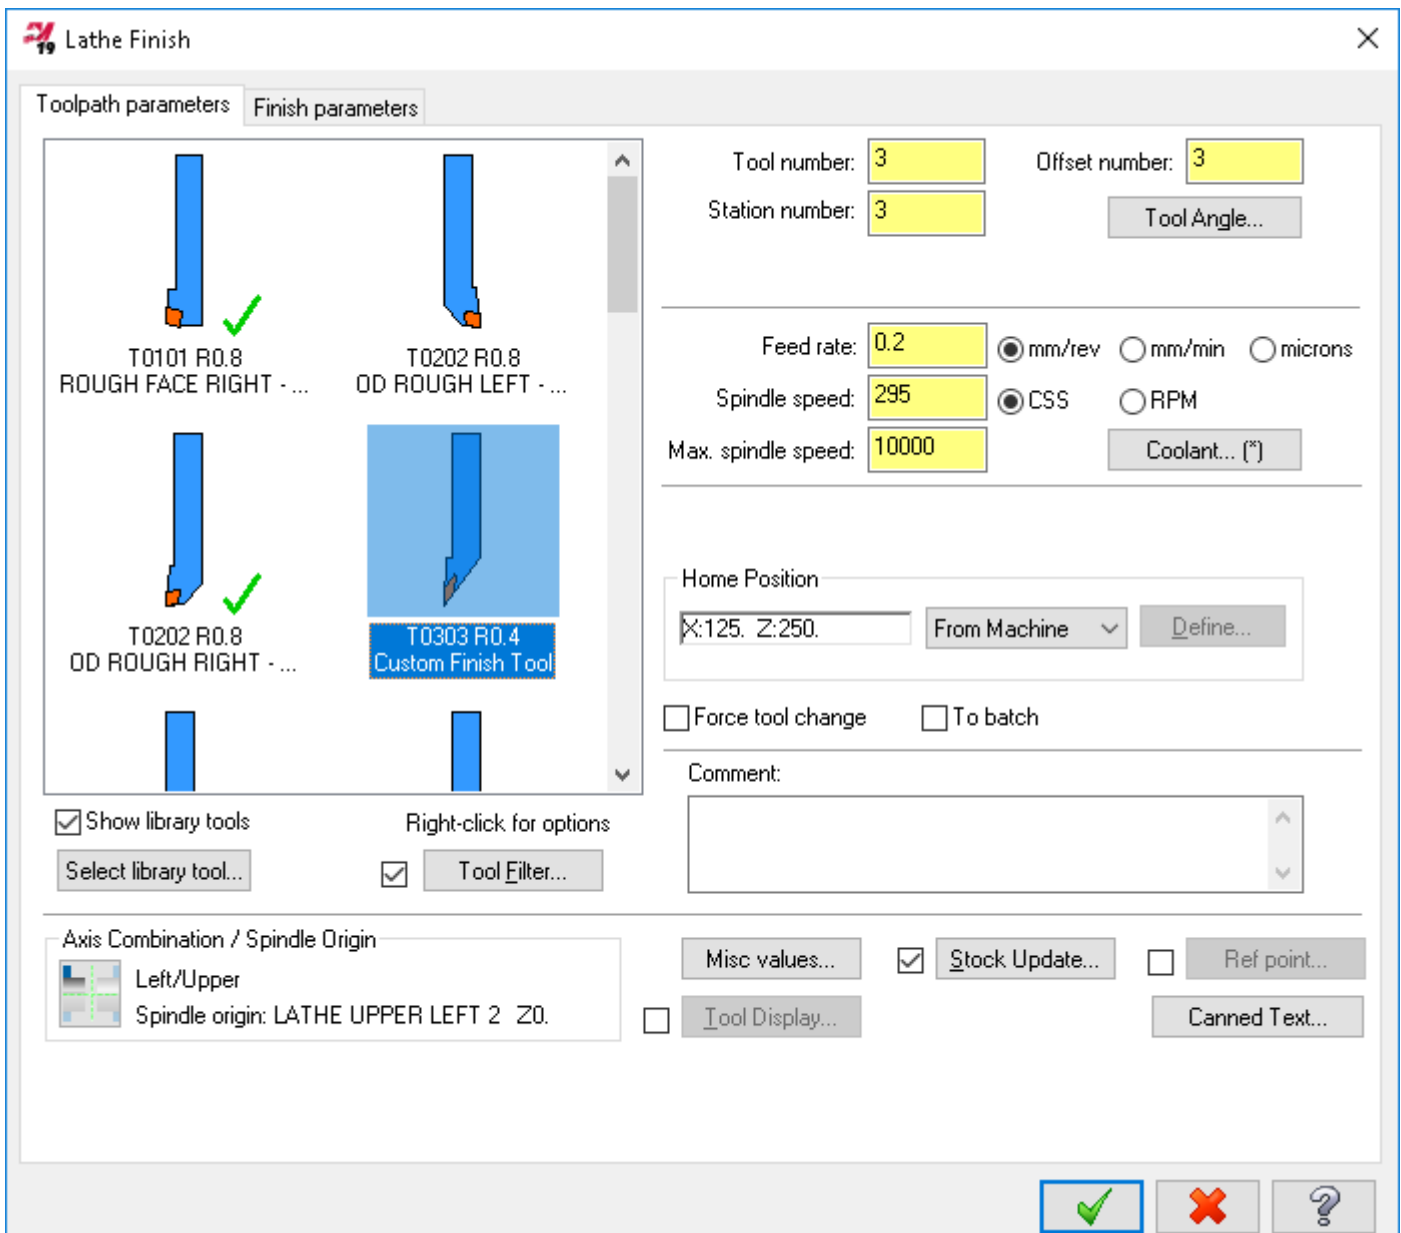 19 Lathe Finish
Toolpath parameters Finish parameters
T0101 R0.8
ROUGH FACE RIGHT - ...
T0202 R0.8
OD ROUGH LEFT - ...
T0202 R0.8
OD ROUGH RIGHT - ...
T0303 R0.4
Custom Finish Tool
Show library tools
Right-click for options
Select library tool...
Tool Filter...
Tool number: 3
Offset number: 3
Station number: 3
Tool Angle...
Feed rate: 0.2 mm/rev mm/min microns
Spindle speed: 295 CSS RPM
Max. spindle speed: 10000 Coolant... (*)
Home Position
X:125. Z:250. From Machine Define...
Force tool change To batch
Comment:
Axis Combination / Spindle Origin
Left/Upper
Spindle origin: LATHE UPPER LEFT 2 Z0.
Misc values... Stock Update... Ref point...
Tool Display... Canned Text...